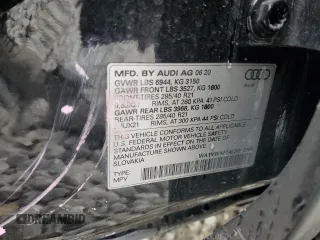 MFD. BY AUDI AG 06 20
GVWR LBS 6944, KG 3150
GAWR FRONT LBS 3527, KG 1600
FRONT-TIRES 285/40 R21
RIMS, AT 280 KPA 41 PSI COLD
GAWR REAR LBS 3968, KG 1800
REAR-TIRES 285/40 R21
RIMS, AT 300 KPA 44 PSI COLD
THIS VEHICLE CONFORMS TO ALL APPLICABLE
U.S. FEDERAL MOTOR VEHICLE SAFETY
STANDARDS IN EFFECT ON THE DATE OF
MANUFACTURE SHOWN ABOVE.
SLOVAKIA
TYPE:
MPV